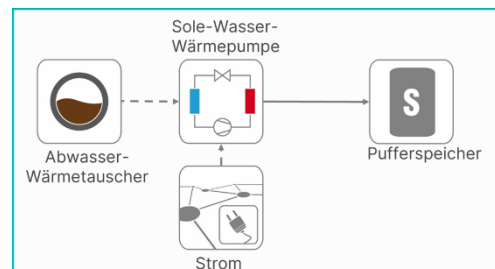 Sole-Wasser-
Wärmepumpe
S
Abwasser-
Wärmetauscher
Pufferspeicher
Strom